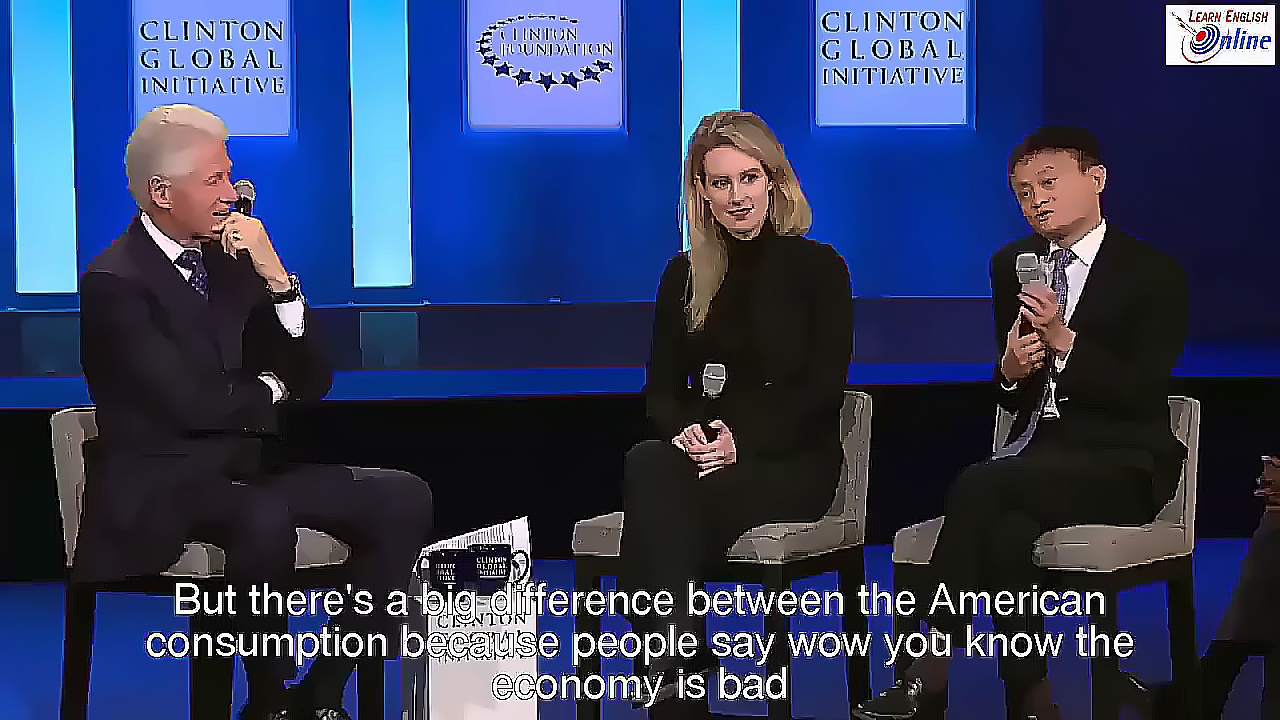 CLINTON
GLOBAL
INITIATIVE
CLINTON
FOUNDATION
CLINTON
GLOBAL
INITIATIVE
LEARN ENGLISH
Online
CLINTON
But there's a big difference between the American
consumption because people say wow you know the
economy is bad